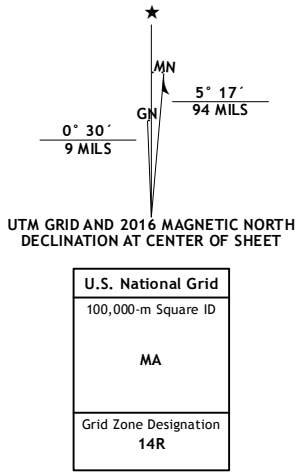 ★
MN
5° 17´
94 MILS
GN
0° 30´
9 MILS
UTM GRID AND 2016 MAGNETIC NORTH
DECLINATION AT CENTER OF SHEET
U.S. National Grid
100,000-m Square ID
MA
Grid Zone Designation
14R